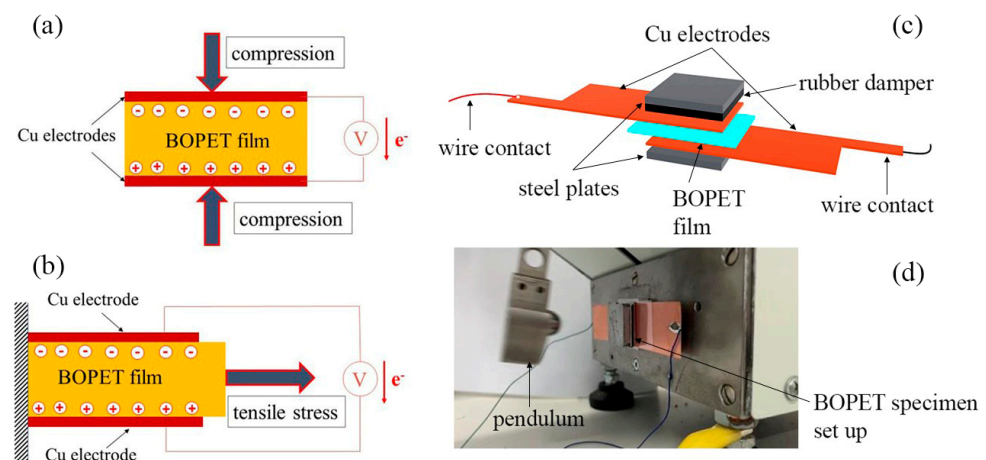 (a)
compression
Cu electrodes
BOPET film
V
e-
compression
(b)
Cu electrode
BOPET film
tensile stress
V
e-
Cu electrode
(c)
Cu electrodes
rubber damper
wire contact
steel plates
BOPET
film
wire contact
(d)
pendulum
BOPET specimen
set up